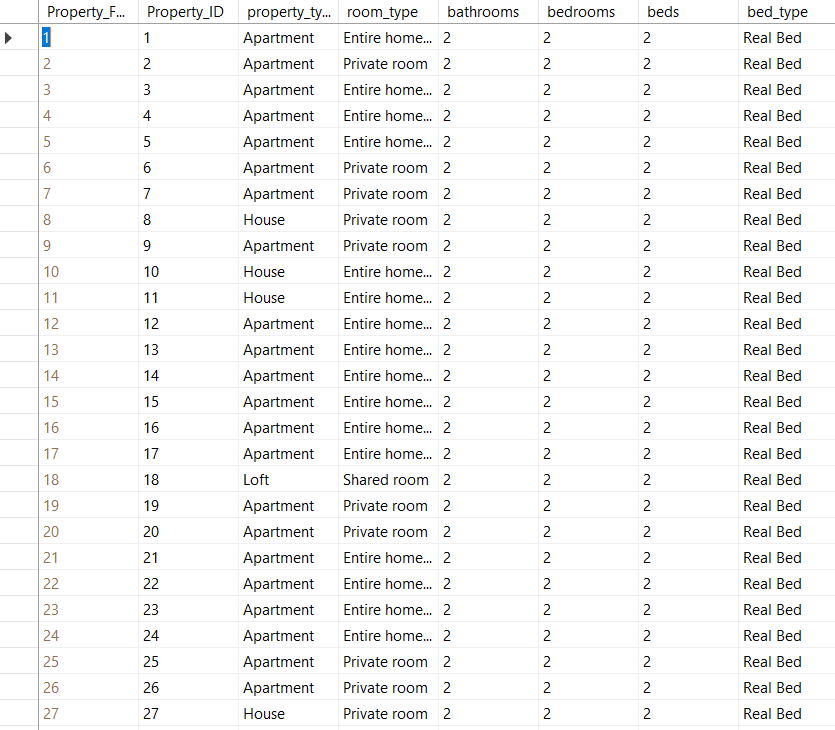 Property_F... Property_ID property_ty... room_type bathrooms bedrooms beds bed_type
1 1 Apartment Entire home... 2 2 2 Real Bed
2 2 Apartment Private room 2 2 2 Real Bed
3 3 Apartment Entire home... 2 2 2 Real Bed
4 4 Apartment Entire home... 2 2 2 Real Bed
5 5 Apartment Entire home... 2 2 2 Real Bed
6 6 Apartment Private room 2 2 2 Real Bed
7 7 Apartment Private room 2 2 2 Real Bed
8 8 House Private room 2 2 2 Real Bed
9 9 Apartment Private room 2 2 2 Real Bed
10 10 House Entire home... 2 2 2 Real Bed
11 11 House Entire home... 2 2 2 Real Bed
12 12 Apartment Entire home... 2 2 2 Real Bed
13 13 Apartment Entire home... 2 2 2 Real Bed
14 14 Apartment Entire home... 2 2 2 Real Bed
15 15 Apartment Entire home... 2 2 2 Real Bed
16 16 Apartment Entire home... 2 2 2 Real Bed
17 17 Apartment Entire home... 2 2 2 Real Bed
18 18 Loft Shared room 2 2 2 Real Bed
19 19 Apartment Private room 2 2 2 Real Bed
20 20 Apartment Private room 2 2 2 Real Bed
21 21 Apartment Entire home... 2 2 2 Real Bed
22 22 Apartment Entire home... 2 2 2 Real Bed
23 23 Apartment Entire home... 2 2 2 Real Bed
24 24 Apartment Entire home... 2 2 2 Real Bed
25 25 Apartment Private room 2 2 2 Real Bed
26 26 Apartment Private room 2 2 2 Real Bed
27 27 House Private room 2 2 2 Real Bed